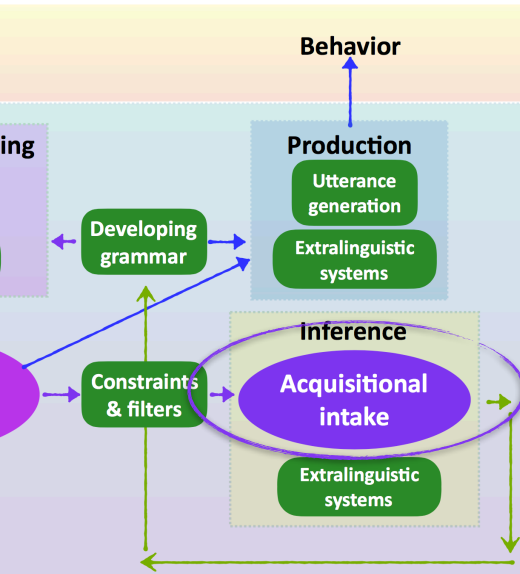 Behavior
ing
Production
Utterance
generation
Developing
grammar
Extralinguistic
systems
Inference
Constraints
& filters
Acquisitional
intake
Extralinguistic
systems